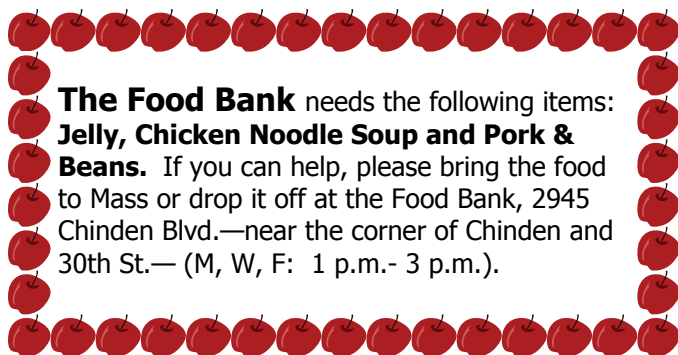 The Food Bank needs the following items:
Jelly, Chicken Noodle Soup and Pork &
Beans.  If you can help, please bring the food
to Mass or drop it off at the Food Bank, 2945
Chinden Blvd.—near the corner of Chinden and
30th St.— (M, W, F:  1 p.m.- 3 p.m.).